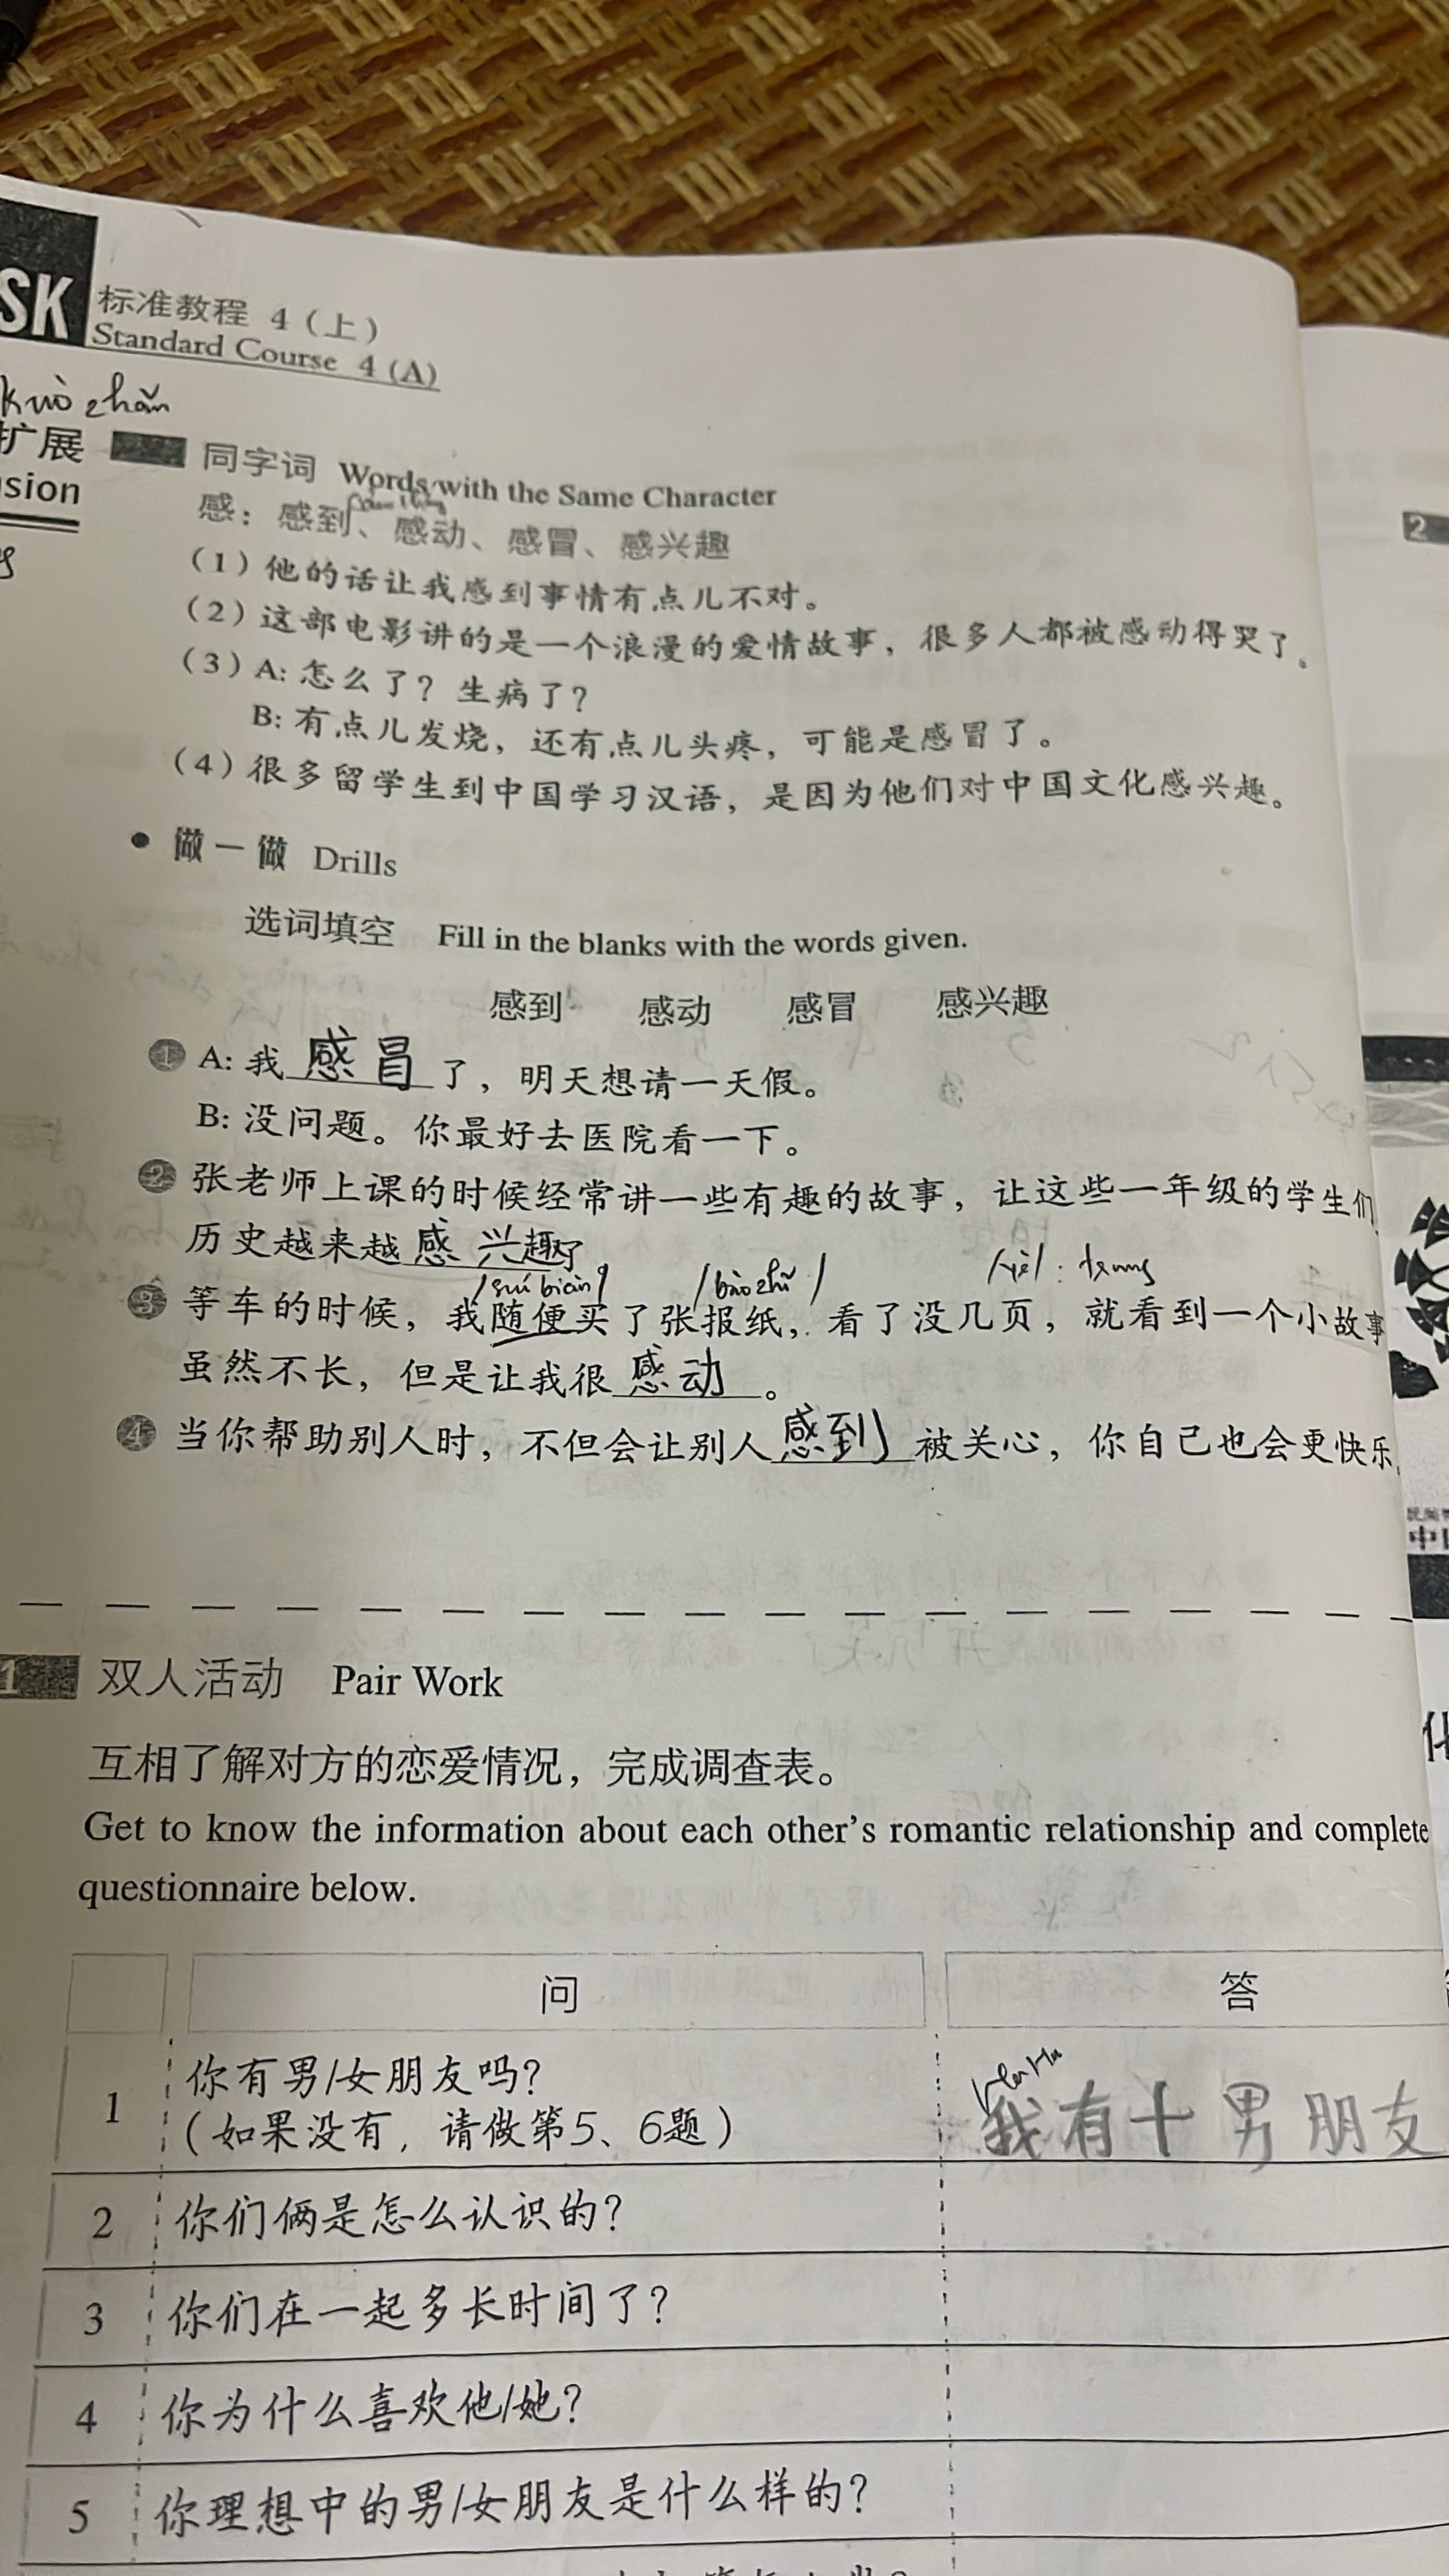 SK 标准教程 4（上）
Standard Course 4 (A)
kuò zhǎn
扩展
sion
同字词 Words with the Same Character
感：感到、感动、感冒、感兴趣
（1）他的话让我感到事情有点儿不对。
（2）这部电影讲的是一个浪漫的爱情故事，很多人都被感动得哭了。
（3）A: 怎么了？生病了？
B: 有点儿发烧，还有点儿头疼，可能是感冒了。
（4）很多留学生到中国学习汉语，是因为他们对中国文化感兴趣。
• 做一做 Drills
选词填空 Fill in the blanks with the words given.
感到 感动 感冒 感兴趣
1 A: 我 感冒 了，明天想请一天假。
B: 没问题。你最好去医院看一下。
2 张老师上课的时候经常讲一些有趣的故事，让这些一年级的学生们
历史越来越 感兴趣了
/suí biàn/ /bào zhǐ/ /yè/: trang
3 等车的时候，我随便买了张报纸，看了没几页，就看到一个小故事
虽然不长，但是让我很 感动 。
4 当你帮助别人时，不但会让别人 感到 被关心，你自己也会更快乐
1 双人活动 Pair Work
互相了解对方的恋爱情况，完成调查表。
Get to know the information about each other's romantic relationship and complete
questionnaire below.
问 答
1 你有男/女朋友吗？
（如果没有，请做第5、6题） 我有十男朋友
2 你们俩是怎么认识的？
3 你们在一起多长时间了？
4 你为什么喜欢他/她？
5 你理想中的男/女朋友是什么样的？
2
中
化